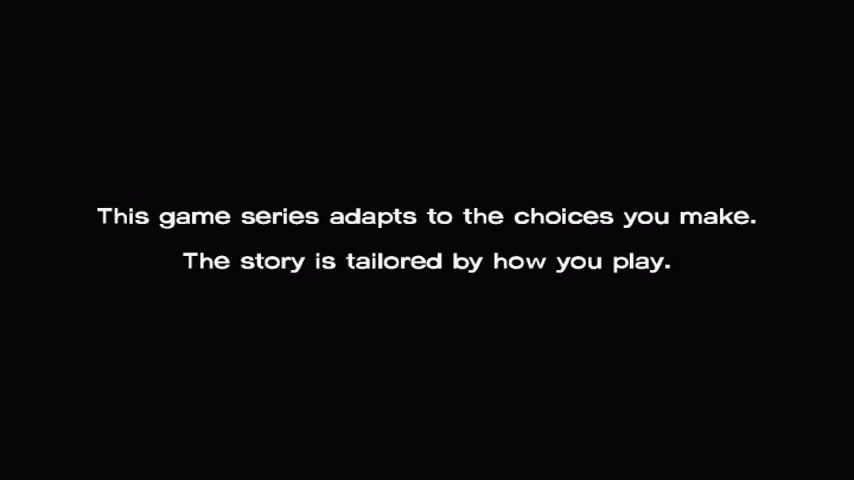 This game series adapts to the choices you make.
The story is tailored by how you play.